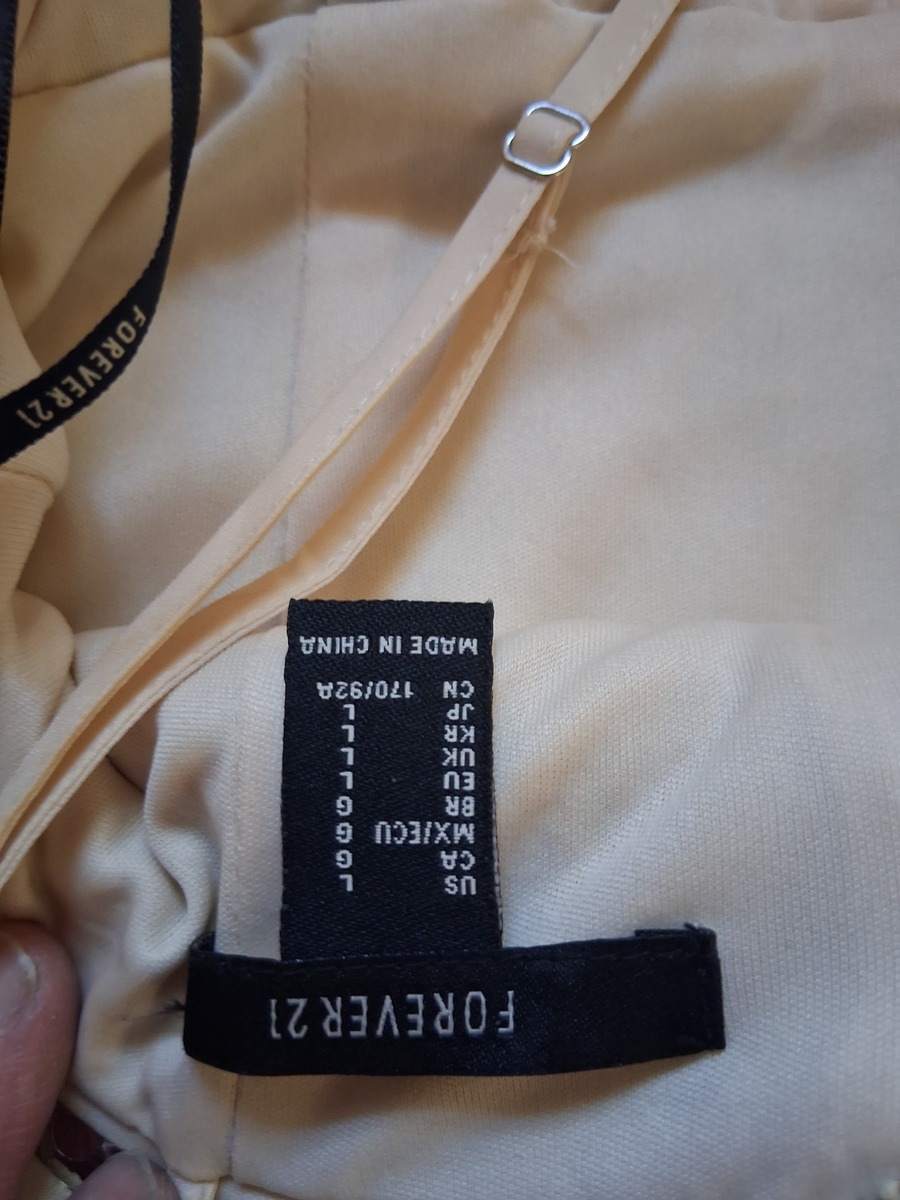 FOREVER 21
US L
CA G
MX/ECU G
BR G
EU L
UK L
KR L
JP L
CN 170/92A
MADE IN CHINA
FOREVER 21